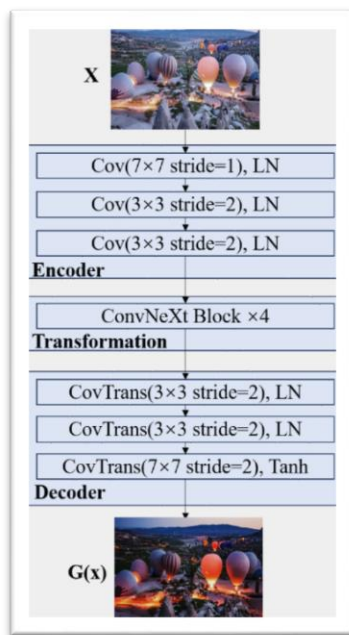 X
Cov(7×7 stride=1), LN
Cov(3×3 stride=2), LN
Cov(3×3 stride=2), LN
Encoder
ConvNeXt Block ×4
Transformation
CovTrans(3×3 stride=2), LN
CovTrans(3×3 stride=2), LN
CovTrans(7×7 stride=2), Tanh
Decoder
G(x)